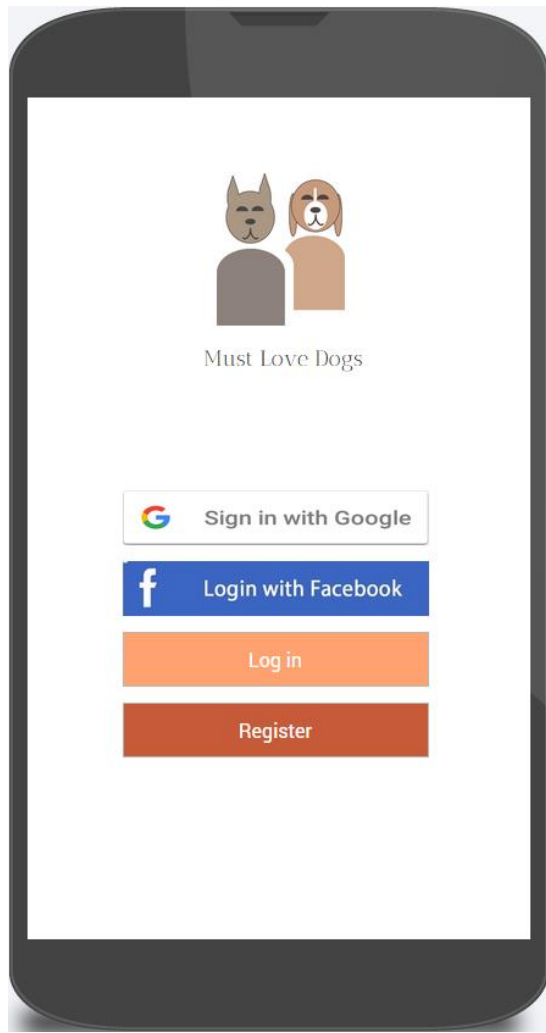 Must Love Dogs
Sign in with Google
Login with Facebook
Log in
Register